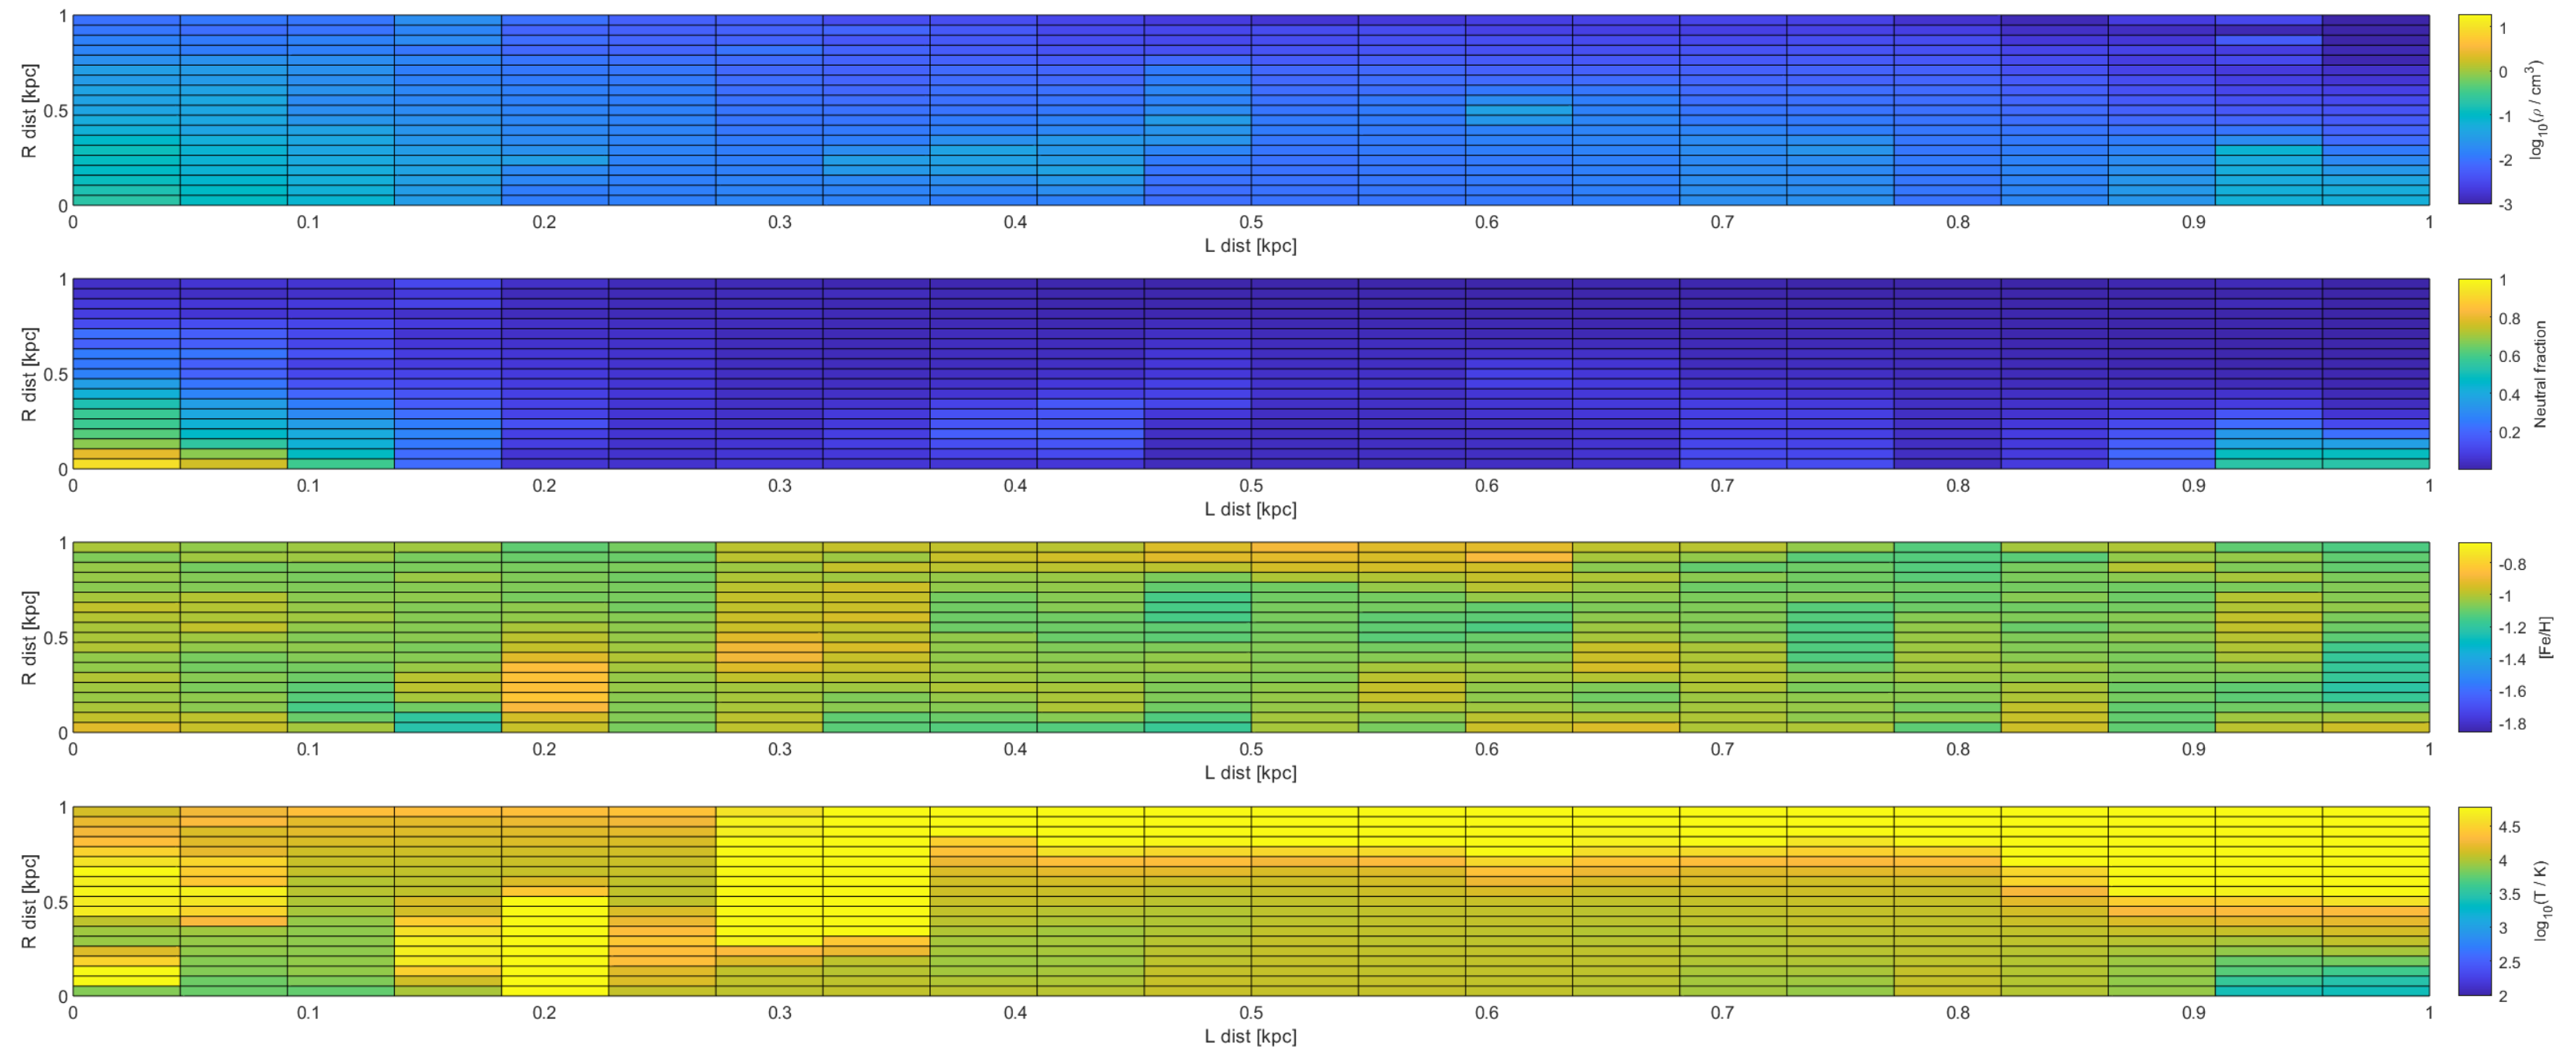 1
0.5
0
R dist [kpc]
0 0.1 0.2 0.3 0.4 0.5 0.6 0.7 0.8 0.9 1
L dist [kpc]
1
0
-1
-2
-3
log10(ρ / cm3)
1
0.5
0
R dist [kpc]
0 0.1 0.2 0.3 0.4 0.5 0.6 0.7 0.8 0.9 1
L dist [kpc]
1
0.8
0.6
0.4
0.2
Neutral fraction
1
0.5
0
R dist [kpc]
0 0.1 0.2 0.3 0.4 0.5 0.6 0.7 0.8 0.9 1
L dist [kpc]
-0.8
-1
-1.2
-1.4
-1.6
-1.8
[Fe/H]
1
0.5
0
R dist [kpc]
0 0.1 0.2 0.3 0.4 0.5 0.6 0.7 0.8 0.9 1
L dist [kpc]
4.5
4
3.5
3
2.5
2
log10(T / K)